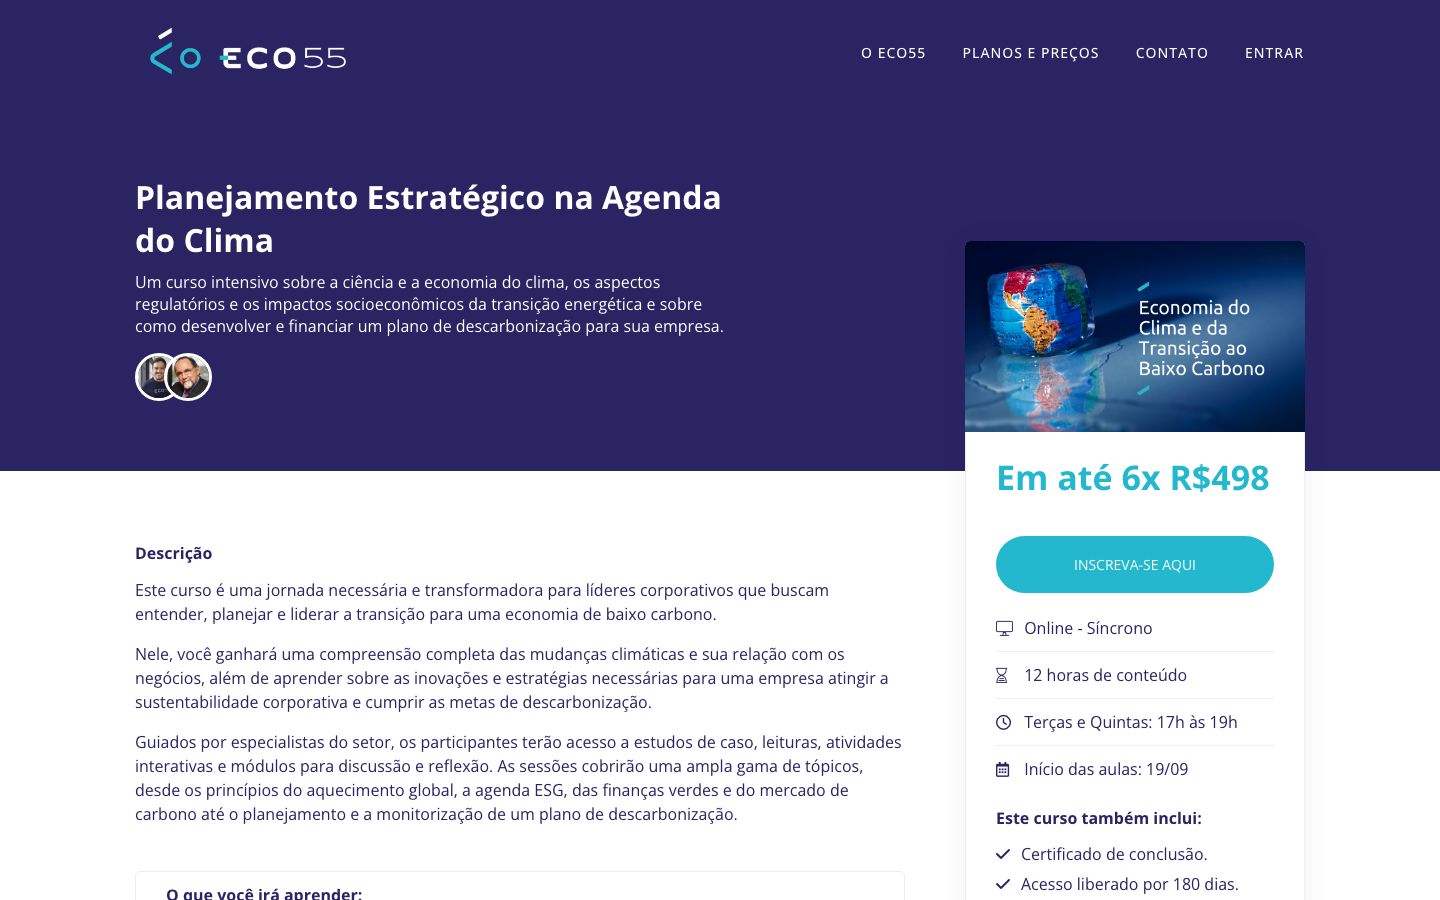 ECO55
O ECO55
PLANOS E PREÇOS
CONTATO
ENTRAR
Planejamento Estratégico na Agenda
do Clima
Um curso intensivo sobre a ciência e a economia do clima, os aspectos
regulatórios e os impactos socioeconômicos da transição energética e sobre
como desenvolver e financiar um plano de descarbonização para sua empresa.
Economia do
Clima e da
Transição ao
Baixo Carbono
Em até 6x R$498
INSCREVA-SE AQUI
Online - Síncrono
12 horas de conteúdo
Terças e Quintas: 17h às 19h
Início das aulas: 19/09
Este curso também inclui:
Certificado de conclusão.
Acesso liberado por 180 dias.
Descrição
Este curso é uma jornada necessária e transformadora para líderes corporativos que buscam
entender, planejar e liderar a transição para uma economia de baixo carbono.
Nele, você ganhará uma compreensão completa das mudanças climáticas e sua relação com os
negócios, além de aprender sobre as inovações e estratégias necessárias para uma empresa atingir a
sustentabilidade corporativa e cumprir as metas de descarbonização.
Guiados por especialistas do setor, os participantes terão acesso a estudos de caso, leituras, atividades
interativas e módulos para discussão e reflexão. As sessões cobrirão uma ampla gama de tópicos,
desde os princípios do aquecimento global, a agenda ESG, das finanças verdes e do mercado de
carbono até o planejamento e a monitorização de um plano de descarbonização.
O que você irá aprender: